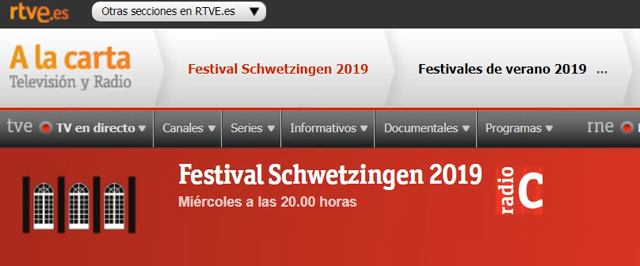 rtve.es
Otras secciones en RTVE.es
A la carta
Televisión y Radio
Festival Schwetzingen 2019
Festivales de verano 2019 ...
tve
TV en directo
Canales
Series
Informativos
Documentales
Programas
rne
Festival Schwetzingen 2019
Miércoles a las 20.00 horas
radio
C